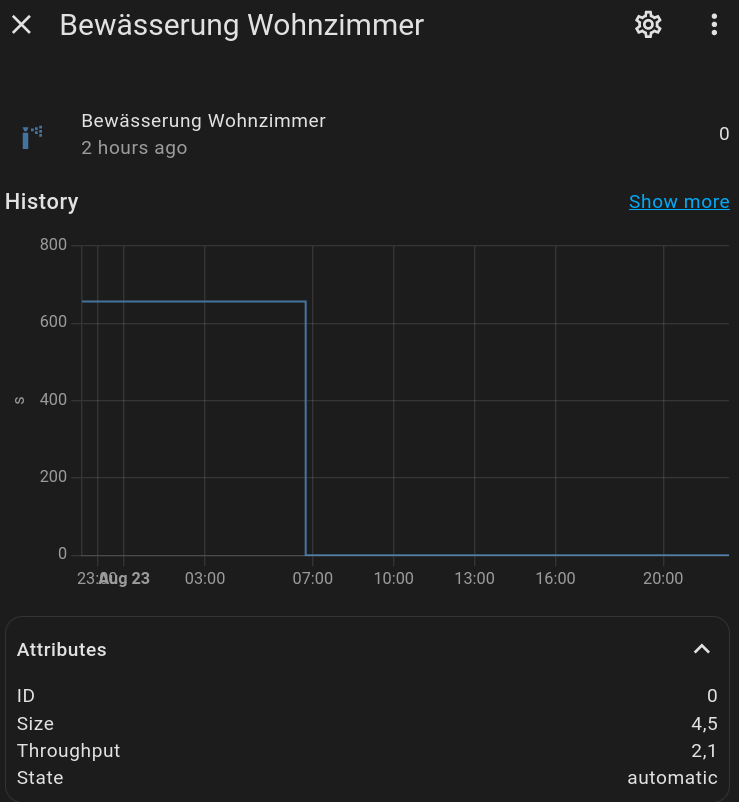 Bewässerung Wohnzimmer
Bewässerung Wohnzimmer
0
2 hours ago
History
Show more
800
600
400
200
0
s
23:00
Aug 23
03:00
07:00
10:00
13:00
16:00
20:00
Attributes
ID 0
Size 4,5
Throughput 2,1
State automatic